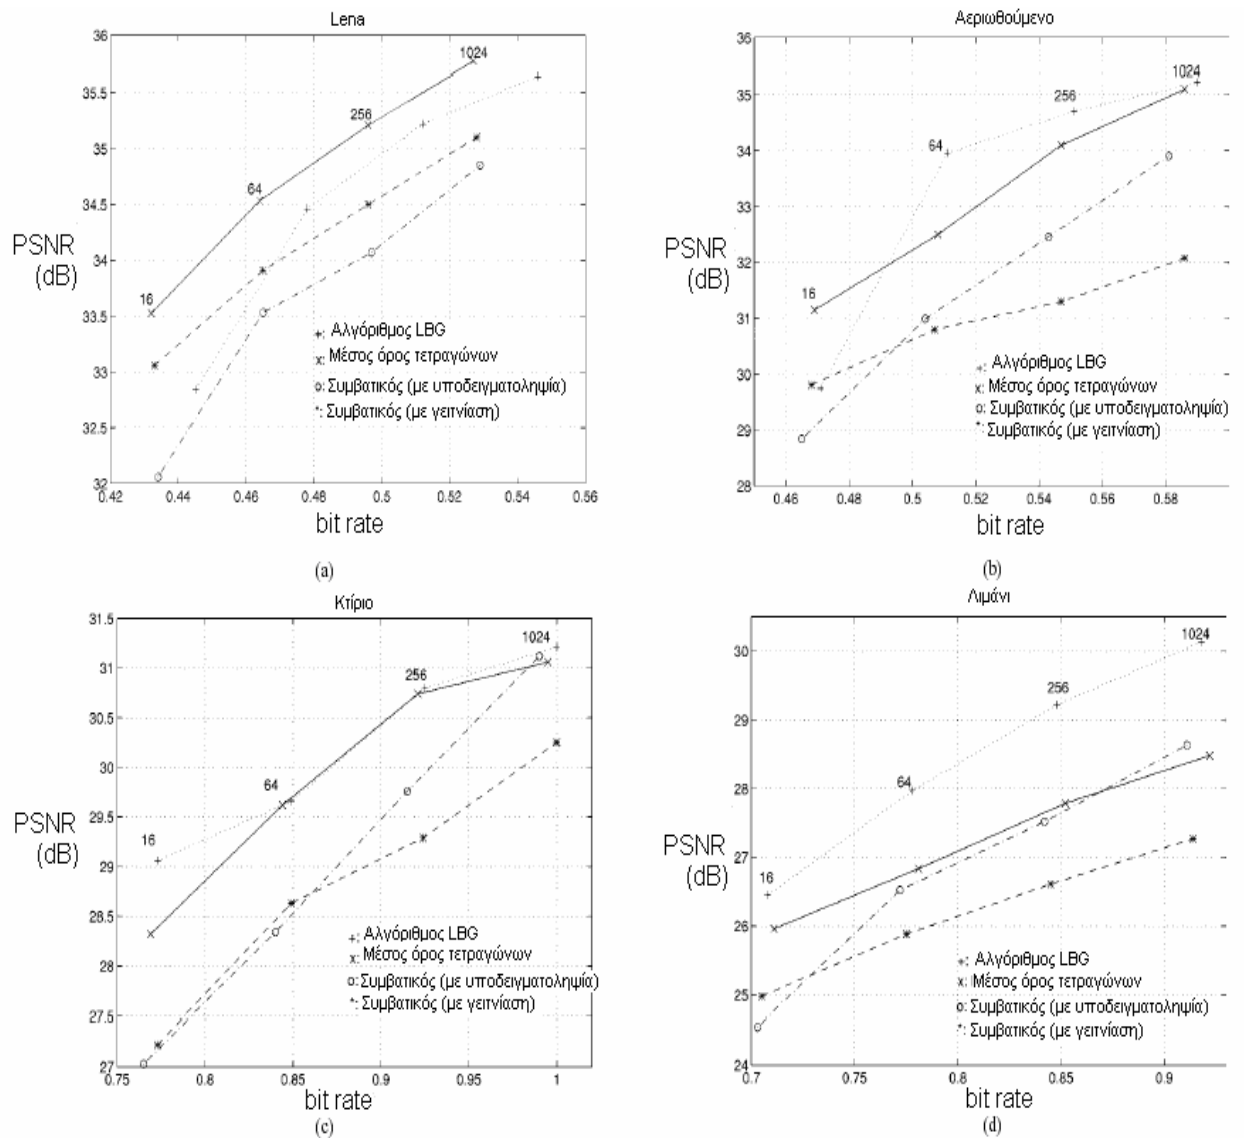 Lena
36
35.5
35
34.5
34
33.5
33
32.5
32
PSNR
(dB)
16
64
256
1024
+: Αλγόριθμος LBG
x: Μέσος όρος τετραγώνων
o: Συμβατικός (με υποδειγματοληψία)
*: Συμβατικός (με γειτνίαση)
0.42 0.44 0.46 0.48 0.5 0.52 0.54 0.56
bit rate
(a)
Αεριωθούμενο
36
35
34
33
32
31
30
29
28
PSNR
(dB)
16
64
256
1024
+: Αλγόριθμος LBG
x: Μέσος όρος τετραγώνων
o: Συμβατικός (με υποδειγματοληψία)
*: Συμβατικός (με γειτνίαση)
0.46 0.48 0.5 0.52 0.54 0.56 0.58
bit rate
(b)
Κτίριο
31.5
31
30.5
30
29.5
29
28.5
28
27.5
27
PSNR
(dB)
16
64
256
1024
+: Αλγόριθμος LBG
x: Μέσος όρος τετραγώνων
o: Συμβατικός (με υποδειγματοληψία)
*: Συμβατικός (με γειτνίαση)
0.75 0.8 0.85 0.9 0.95 1
bit rate
(c)
Λιμάνι
30
29
28
27
26
25
24
PSNR
(dB)
16
64
256
1024
+: Αλγόριθμος LBG
x: Μέσος όρος τετραγώνων
o: Συμβατικός (με υποδειγματοληψία)
*: Συμβατικός (με γειτνίαση)
0.7 0.75 0.8 0.85 0.9
bit rate
(d)